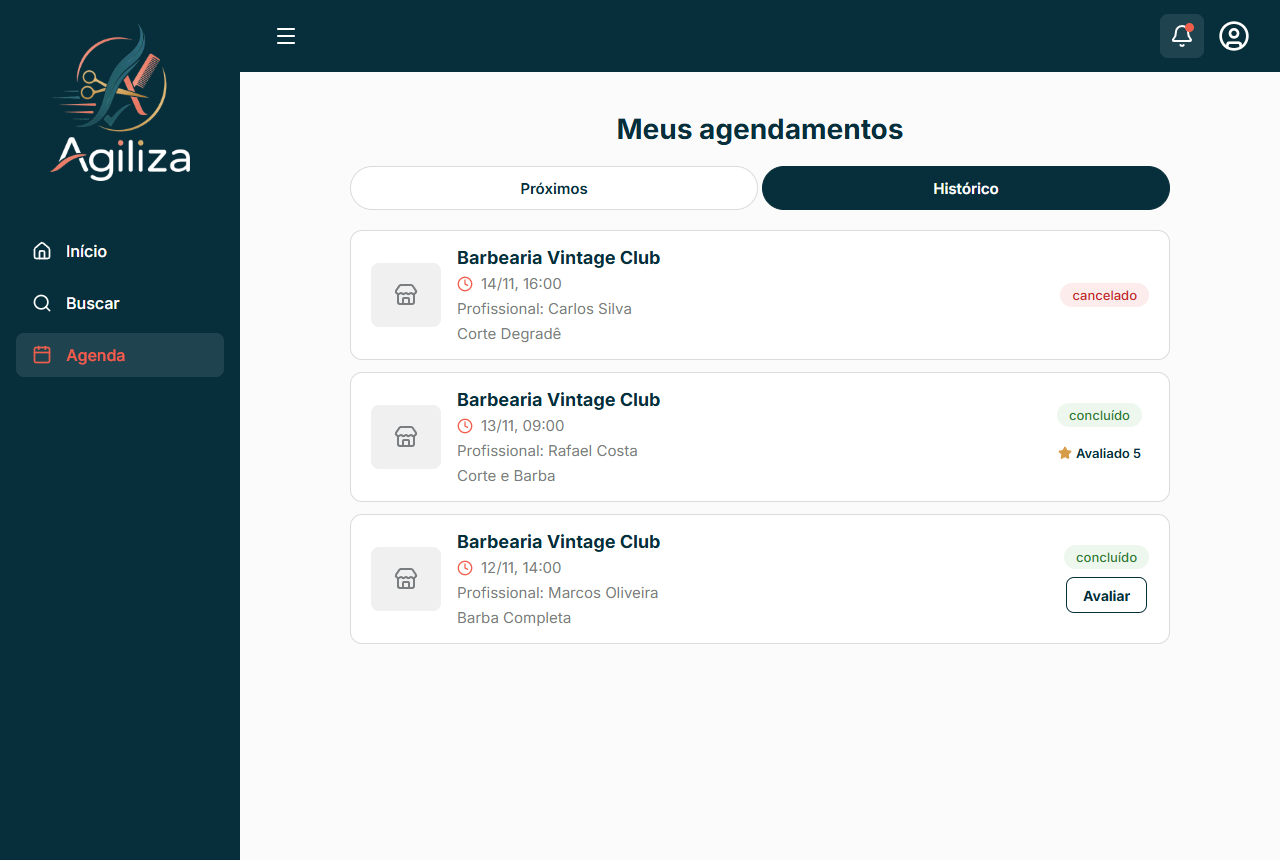 Agiliza
Início
Buscar
Agenda
Meus agendamentos
Próximos
Histórico
Barbearia Vintage Club
14/11, 16:00
Profissional: Carlos Silva
Corte Degradê
cancelado
Barbearia Vintage Club
13/11, 09:00
Profissional: Rafael Costa
Corte e Barba
concluído
Avaliado 5
Barbearia Vintage Club
12/11, 14:00
Profissional: Marcos Oliveira
Barba Completa
concluído
Avaliar